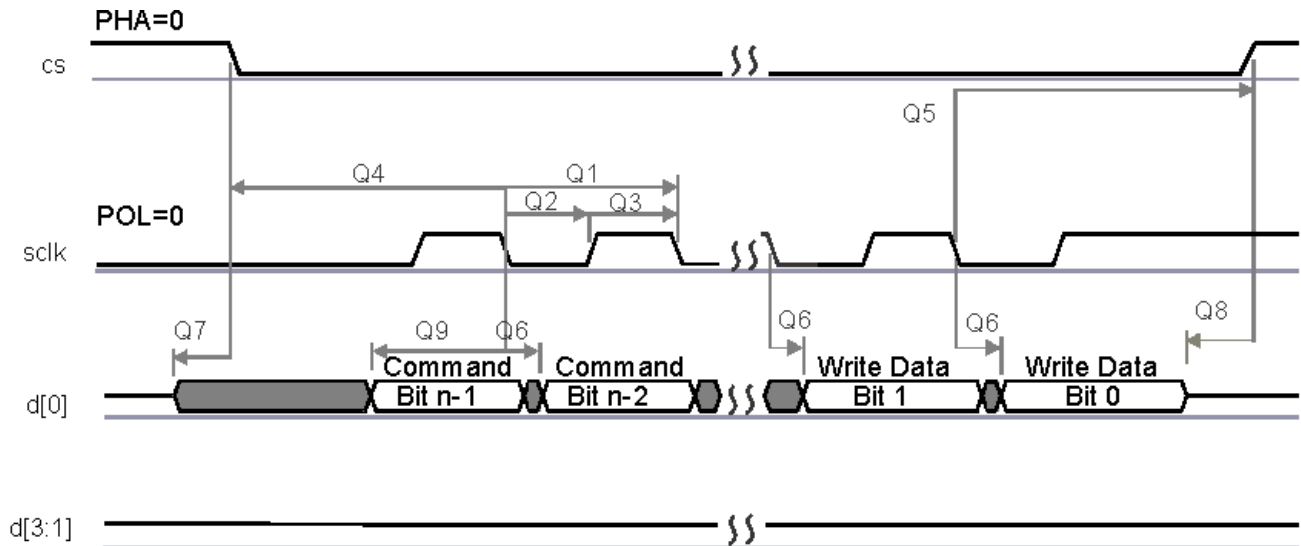 PHA=0
cs
Q5
Q4 Q1
Q2 Q3
POL=0
sclk
Q7 Q9 Q6 Q6 Q6 Q8
Command Command Write Data Write Data
d[0] Bit n-1 Bit n-2 Bit 1 Bit 0
d[3:1]